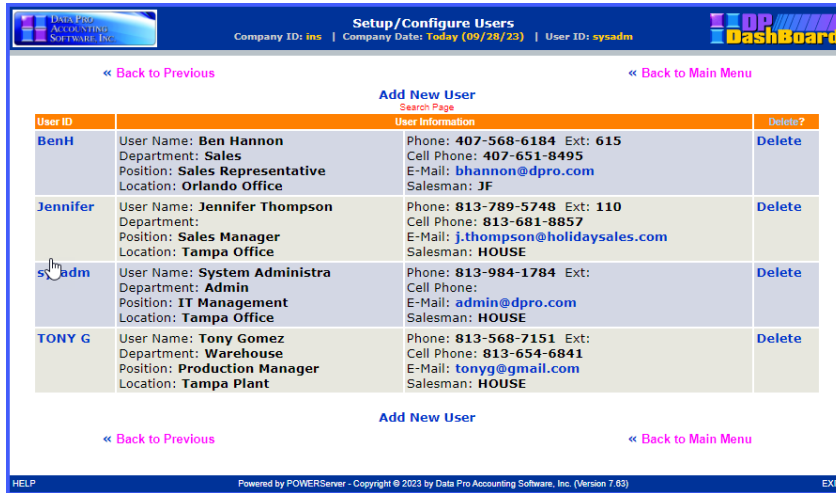 DATA PRO
ACCOUNTING
SOFTWARE, INC.
Setup/Configure Users
Company ID: ins | Company Date: Today (09/28/23) | User ID: sysadm
DP
DashBoard
« Back to Previous « Back to Main Menu
Add New User
Search Page
User ID User Information Delete?
BenH User Name: Ben Hannon Phone: 407-568-6184 Ext: 615 Delete
Department: Sales Cell Phone: 407-651-8495
Position: Sales Representative E-Mail: bhannon@dpro.com
Location: Orlando Office Salesman: JF
Jennifer User Name: Jennifer Thompson Phone: 813-789-5748 Ext: 110 Delete
Department: Cell Phone: 813-681-8857
Position: Sales Manager E-Mail: j.thompson@holidaysales.com
Location: Tampa Office Salesman: HOUSE
sysadm User Name: System Administra Phone: 813-984-1784 Ext: Delete
Department: Admin Cell Phone:
Position: IT Management E-Mail: admin@dpro.com
Location: Tampa Office Salesman: HOUSE
TONY G User Name: Tony Gomez Phone: 813-568-7151 Ext: Delete
Department: Warehouse Cell Phone: 813-654-6841
Position: Production Manager E-Mail: tonyg@gmail.com
Location: Tampa Plant Salesman: HOUSE
Add New User
« Back to Previous « Back to Main Menu
HELP Powered by POWERServer - Copyright © 2023 by Data Pro Accounting Software, Inc. (Version 7.63)